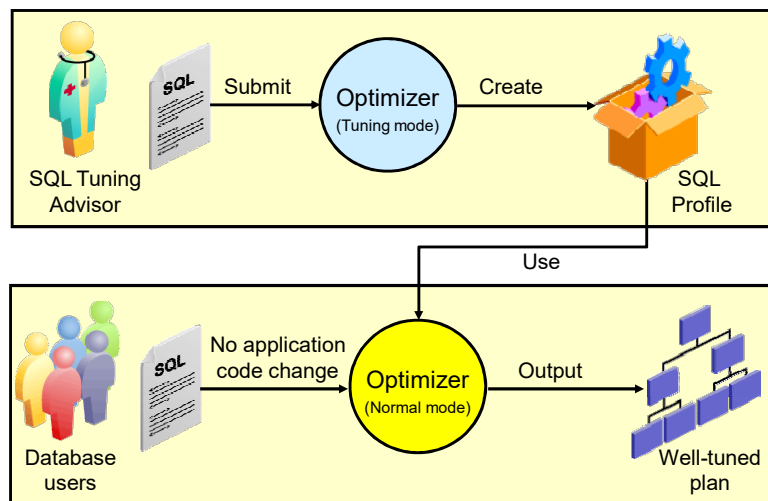 SQL
Submit
Optimizer
(Tuning mode)
Create
SQL Tuning
Advisor
SQL
Profile
Use
SQL
No application
code change
Optimizer
(Normal mode)
Output
Database
users
Well-tuned
plan